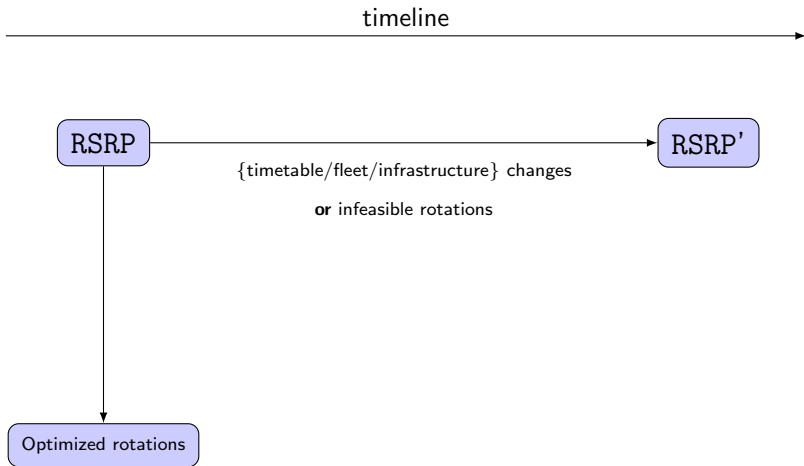 timeline
RSRP
RSRP'
{timetable/fleet/infrastructure} changes
or infeasible rotations
Optimized rotations